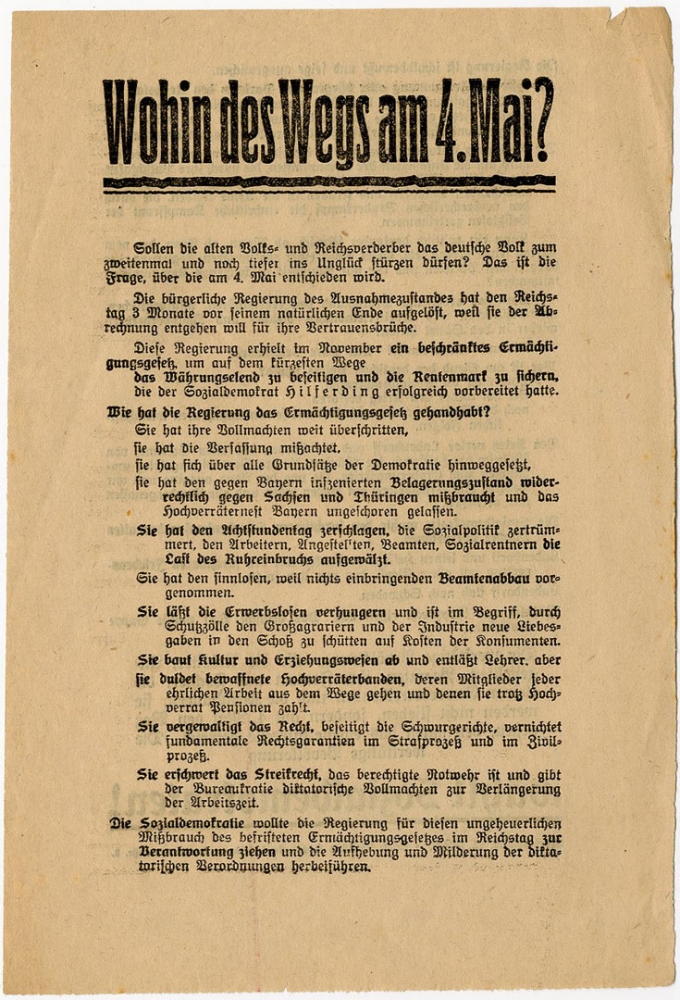 Wohin des Wegs am 4. Mai?
Sollen die alten Volks- und Reichsverderber das deutsche Volk zum
zweitenmal und noch tiefer ins Unglück stürzen dürfen? Das ist die
Frage, über die am 4. Mai entschieden wird.
Die bürgerliche Regierung des Ausnahmezustandes hat den Reichs-
tag 3 Monate vor seinem natürlichen Ende aufgelöst, weil sie der Ab-
rechnung entgehen will für ihre Vertrauensbrüche.
Diese Regierung erhielt im November ein beschränktes Ermächti-
gungsgesetz, um auf dem kürzesten Wege
das Währungselend zu beseitigen und die Rentenmark zu sichern,
die der Sozialdemokrat Hilferding erfolgreich vorbereitet hatte.
Wie hat die Regierung das Ermächtigungsgesetz gehandhabt?
Sie hat ihre Vollmachten weit überschritten,
sie hat die Verfassung mißachtet,
sie hat sich über alle Grundsätze der Demokratie hinweggesetzt,
sie hat den gegen Bayern inszenierten Belagerungszustand wider-
rechtlich gegen Sachsen und Thüringen mißbraucht und das
Hochverräternest Bayern ungeschoren gelassen.
Sie hat den Achtstundentag zerschlagen, die Sozialpolitik zertrüm-
mert, den Arbeitern, Angestellten, Beamten, Sozialrentnern die
Last des Ruhreinbruchs aufgewälzt.
Sie hat den sinnlosen, weil nichts einbringenden Beamtenabbau vor-
genommen.
Sie läßt die Erwerbslosen verhungern und ist im Begriff, durch
Schutzzölle den Großagrariern und der Industrie neue Liebes-
gaben in den Schoß zu schütten auf Kosten der Konsumenten.
Sie baut Kultur und Erziehungswesen ab und entläßt Lehrer, aber
sie duldet bewaffnete Hochverräterbanden, deren Mitglieder jeder
ehrlichen Arbeit aus dem Wege gehen und denen sie trotz Hoch-
verrat Pensionen zahlt.
Sie vergewaltigt das Recht, beseitigt die Schwurgerichte, vernichtet
fundamentale Rechtsgarantien im Strafprozeß und im Zivil-
prozeß.
Sie erschwert das Streikrecht, das berechtigte Notwehr ist und gibt
der Bureaukratie diktatorische Vollmachten zur Verlängerung
der Arbeitszeit.
Die Sozialdemokratie wollte die Regierung für diesen ungeheuerlichen
Mißbrauch des befristeten Ermächtigungsgesetzes im Reichstag zur
Verantwortung ziehen und die Aufhebung und Milderung der dikta-
torischen Verordnungen herbeiführen.